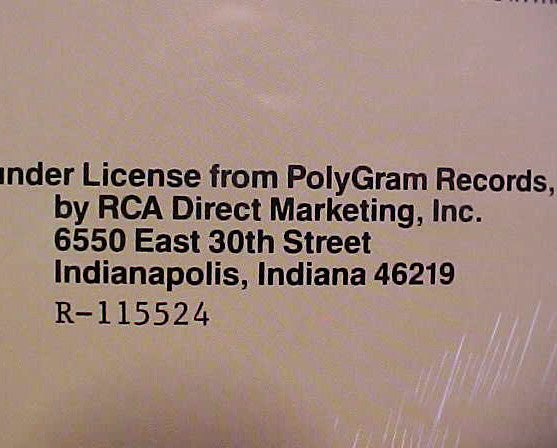 under License from PolyGram Records,
by RCA Direct Marketing, Inc.
6550 East 30th Street
Indianapolis, Indiana 46219
R-115524